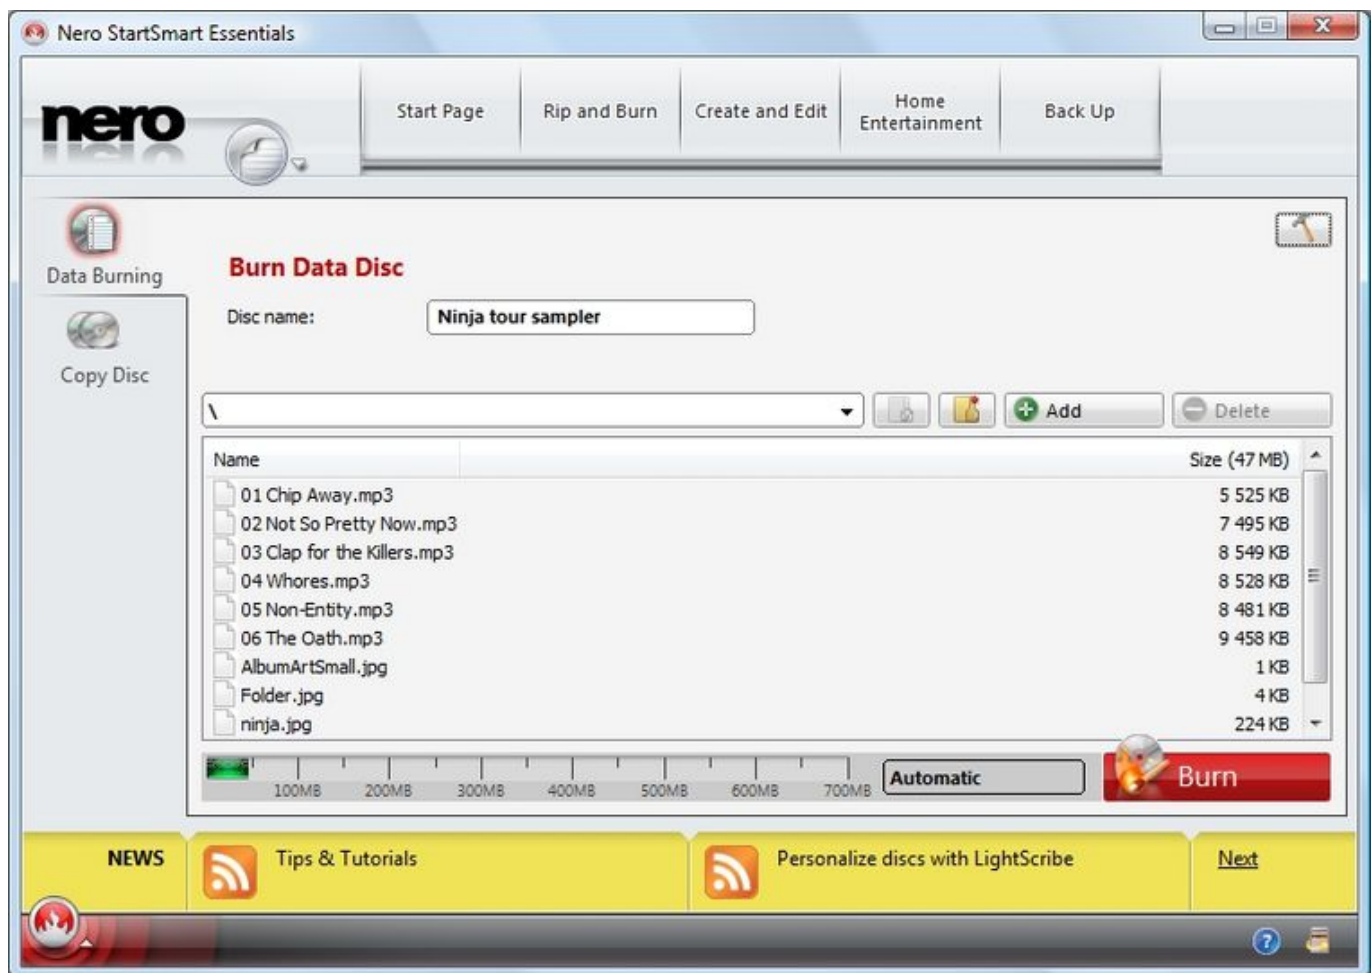 Nero StartSmart Essentials
nero
Start Page
Rip and Burn
Create and Edit
Home
Entertainment
Back Up
Data Burning
Copy Disc
Burn Data Disc
Disc name:
Ninja tour sampler
\
Add
Delete
Name
Size (47 MB)
01 Chip Away.mp3
5 525 KB
02 Not So Pretty Now.mp3
7 495 KB
03 Clap for the Killers.mp3
8 549 KB
04 Whores.mp3
8 528 KB
05 Non-Entity.mp3
8 481 KB
06 The Oath.mp3
9 458 KB
AlbumArtSmall.jpg
1 KB
Folder.jpg
4 KB
ninja.jpg
224 KB
100MB
200MB
300MB
400MB
500MB
600MB
700MB
Automatic
Burn
NEWS
Tips & Tutorials
Personalize discs with LightScribe
Next
?